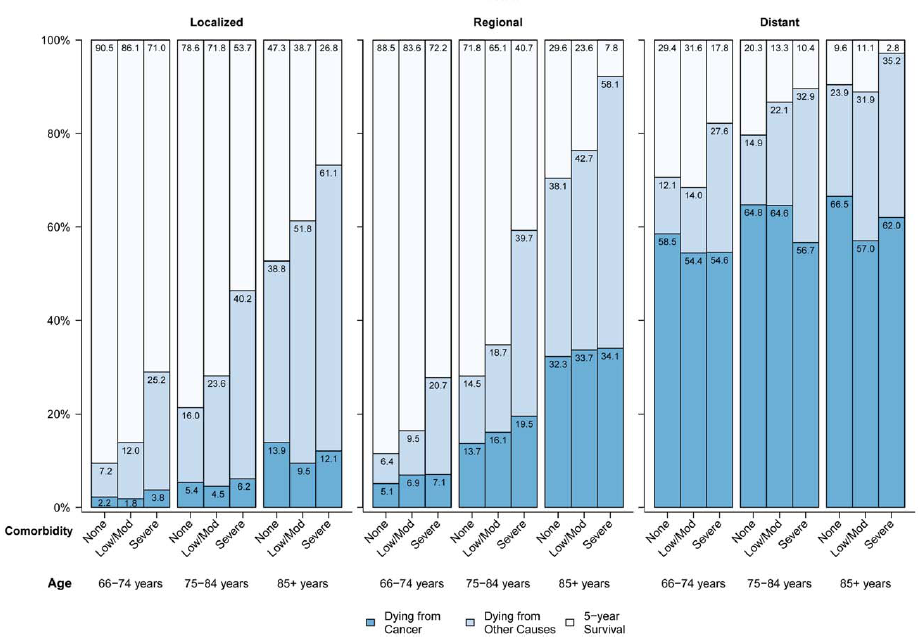 Localized Regional Distant
100% 90.5 86.1 71.0 78.6 71.8 53.7 47.3 38.7 26.8 88.5 83.6 72.2 71.8 65.1 40.7 29.6 23.6 7.8 29.4 31.6 17.8 20.3 13.3 10.4 9.6 11.1 2.8
35.2
58.1
23.9 31.9 32.9
22.1
80%
27.6
14.9
61.1
38.1 42.7
12.1 14.0
66.5
64.8 64.6
62.0
60%
51.8
39.7
58.5 54.4 54.6 56.7 57.0
38.8
40.2
40%
18.7
32.3 33.7 34.1
25.2 23.6
20.7 14.5
20%
16.0
19.5
9.5 16.1
12.0 13.9
13.7
6.4
7.2 9.5 12.1
5.4 4.5 6.2
5.1 6.9 7.1
2.2 1.8 3.8
0%
Comorbidity None Low/Mod Severe None Low/Mod Severe None Low/Mod Severe None Low/Mod Severe None Low/Mod Severe None Low/Mod Severe None Low/Mod Severe None Low/Mod Severe None Low/Mod Severe
Age 66−74 years 75−84 years 85+ years 66−74 years 75−84 years 85+ years 66−74 years 75−84 years 85+ years
Dying from Dying from 5−year
Cancer Other Causes Survival